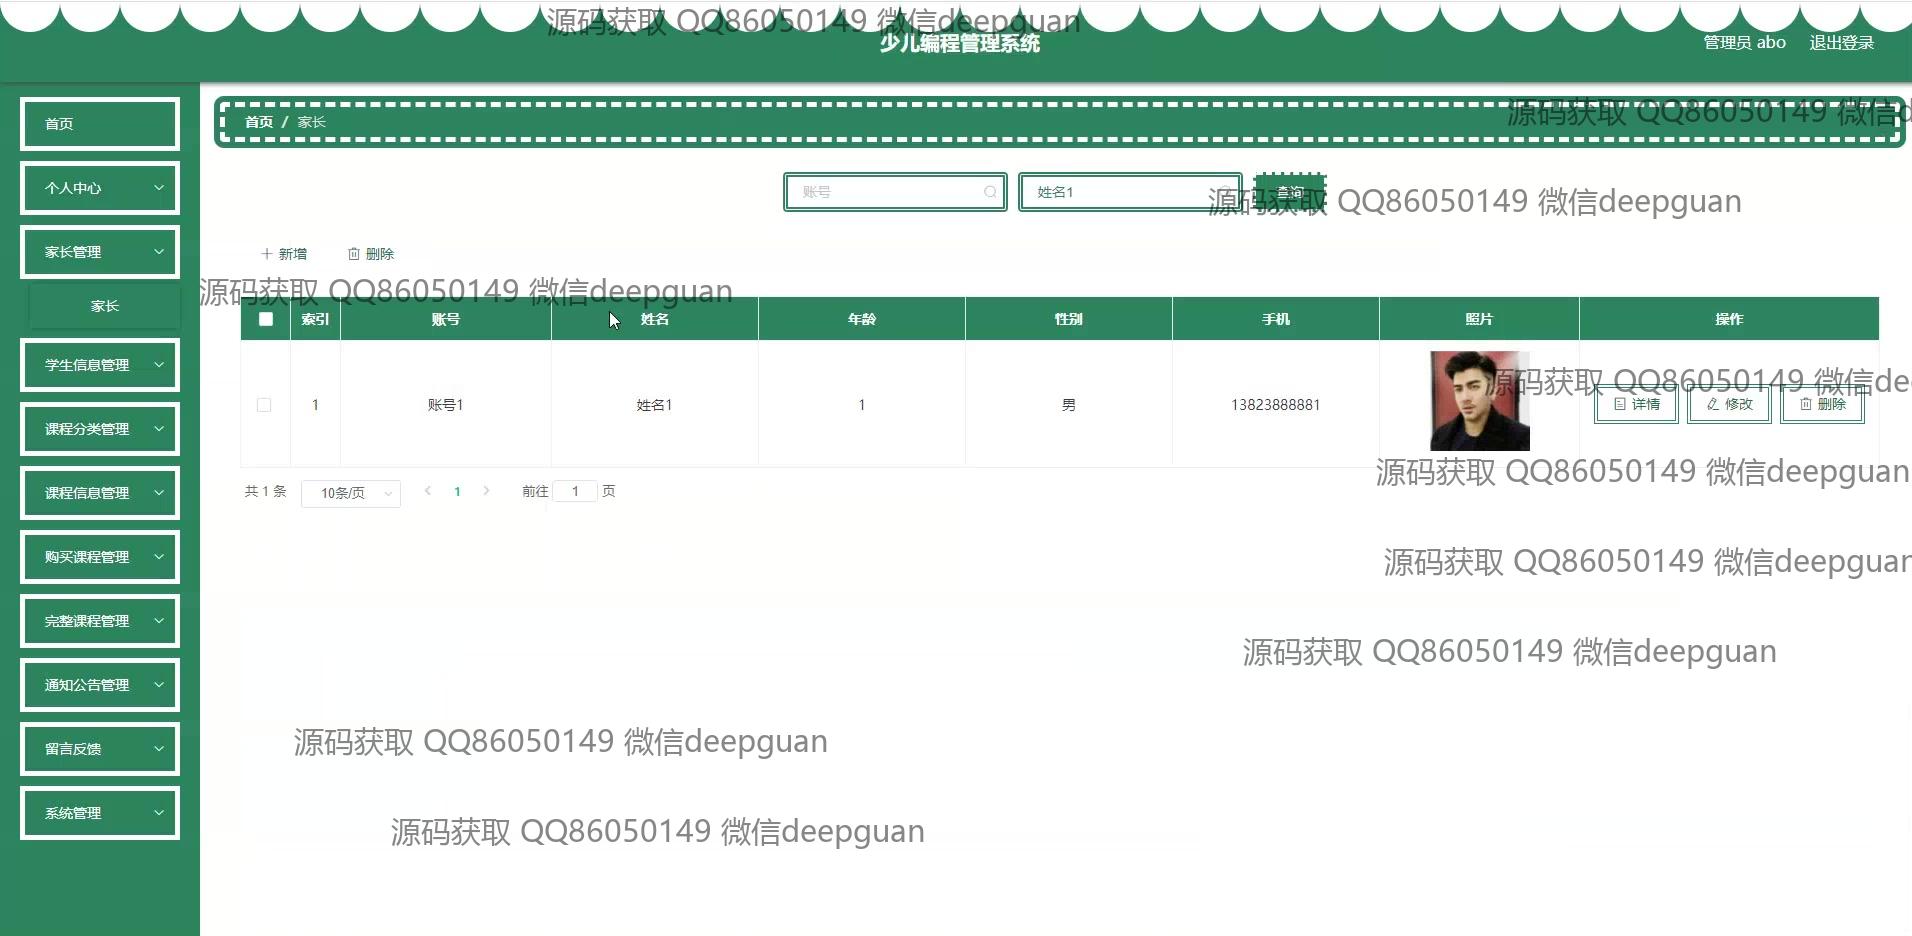 源码获取 QQ86050149 微信deepguan
少儿编程管理系统
管理员 abo 退出登录
首页
个人中心
家长管理
家长
学生信息管理
课程分类管理
课程信息管理
购买课程管理
完整课程管理
通知公告管理
留言反馈
系统管理
首页 / 家长
源码获取 QQ86050149 微信d
账号 姓名1 查询
源码获取 QQ86050149 微信deepguan
新增 删除
源码获取 QQ86050149 微信deepguan
索引 账号 姓名 年龄 性别 手机 照片 操作
源码获取 QQ86050149 微信de
1 账号1 姓名1 1 男 13823888881 详情 修改 删除
源码获取 QQ86050149 微信deepguan
共 1 条 10条/页 1 前往 1 页
源码获取 QQ86050149 微信deepguan
源码获取 QQ86050149 微信deepguan
源码获取 QQ86050149 微信deepguan
源码获取 QQ86050149 微信deepguan